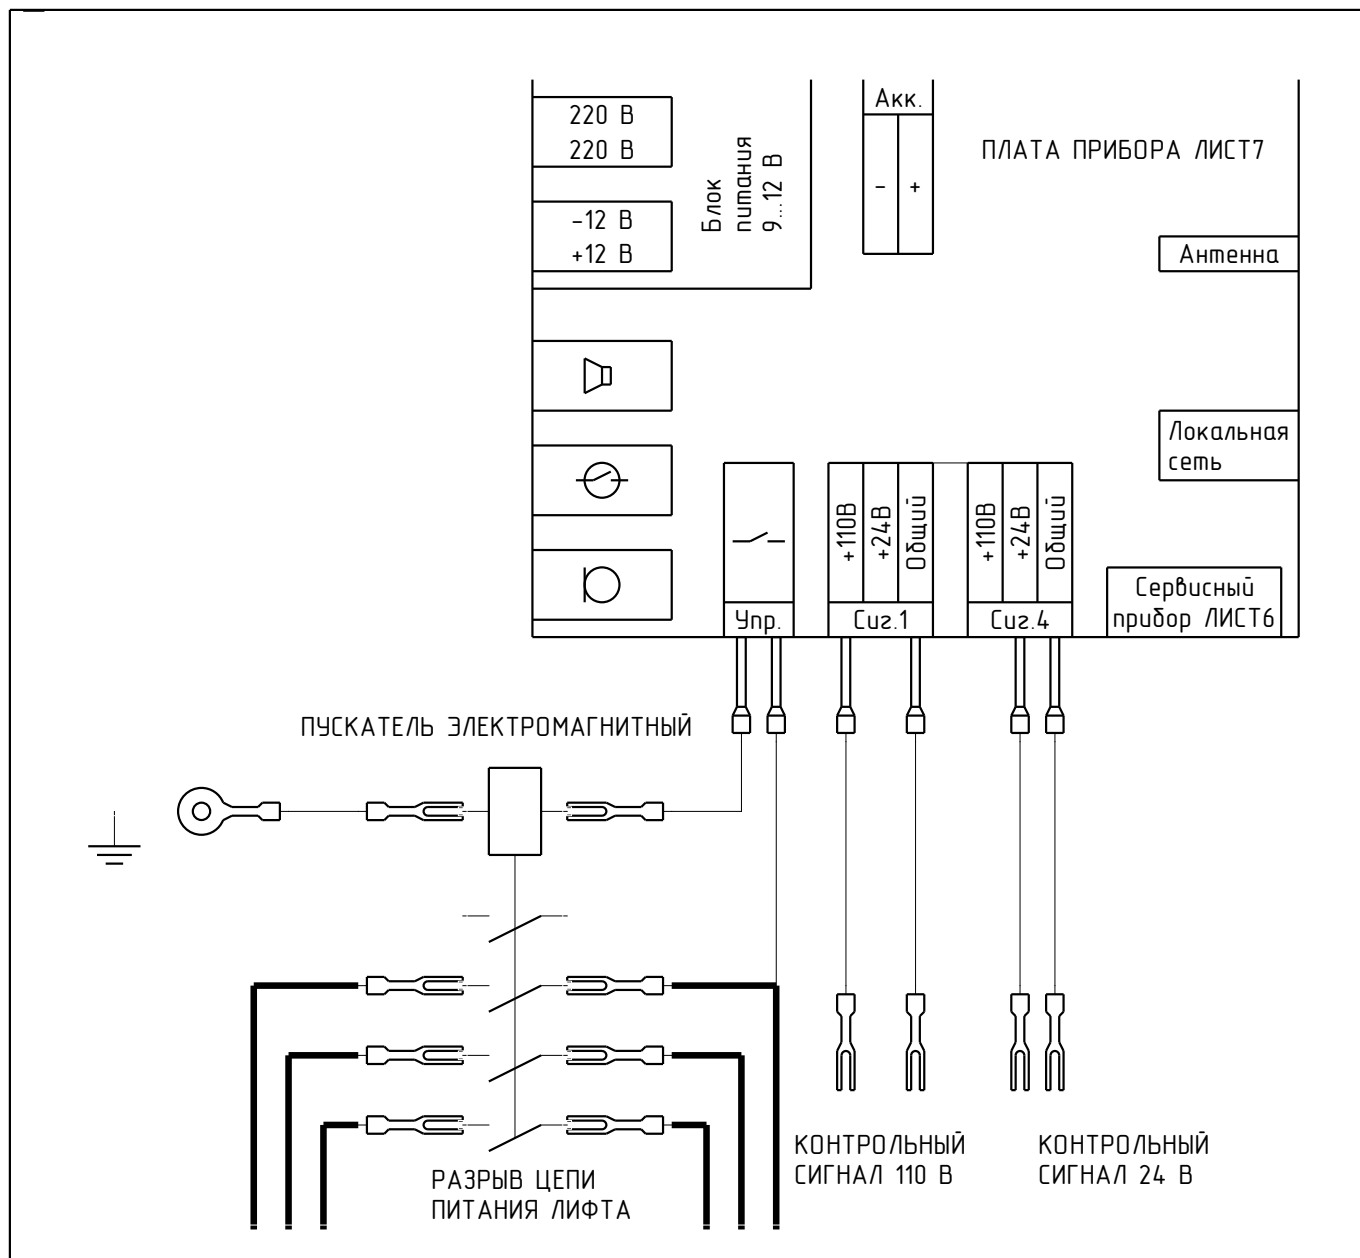 220 В
220 В
-12 В
+12 В
Блок
питания
9...12 В
Акк.
-
+
ПЛАТА ПРИБОРА ЛИСТ7
Антенна
Локальная
сеть
+110В
+24В
Общий
+110В
+24В
Общий
Упр.
Сиг.1
Сиг.4
Сервисный
прибор ЛИСТ6
ПУСКАТЕЛЬ ЭЛЕКТРОМАГНИТНЫЙ
РАЗРЫВ ЦЕПИ
ПИТАНИЯ ЛИФТА
КОНТРОЛЬНЫЙ
СИГНАЛ 110 В
КОНТРОЛЬНЫЙ
СИГНАЛ 24 В